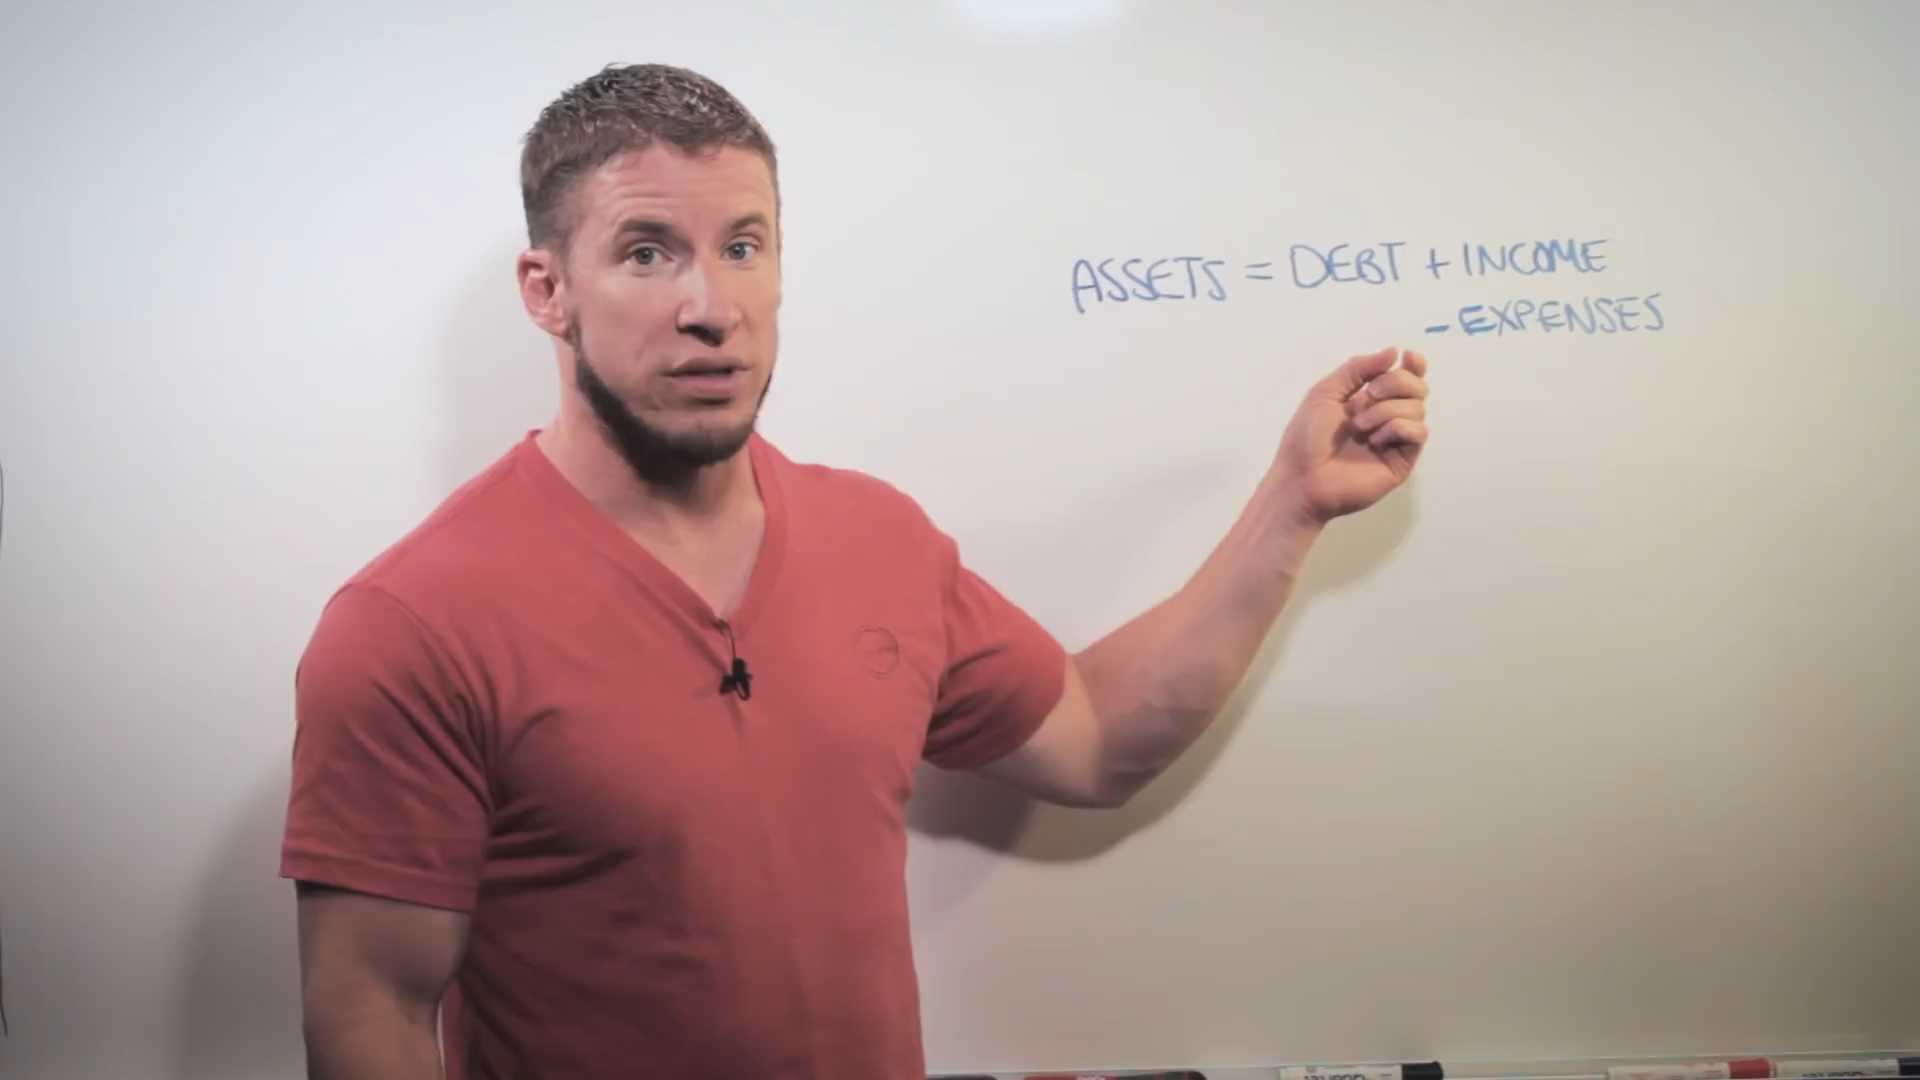 ASSETS = DEBT + INCOME
- EXPENSES